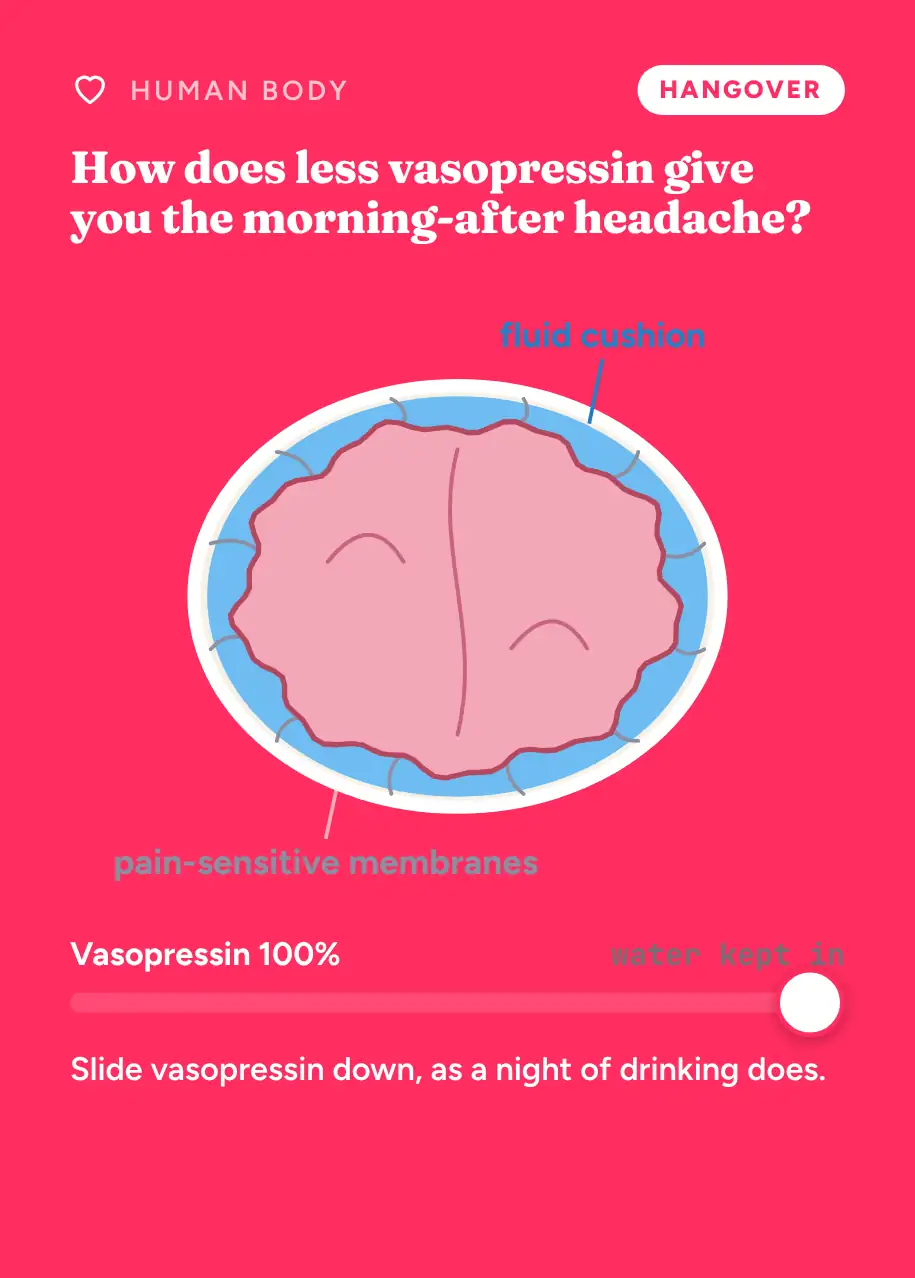 HUMAN BODY
HANGOVER
How does less vasopressin give
you the morning-after headache?
fluid cushion
pain-sensitive membranes
Vasopressin 100%
water kept in
Slide vasopressin down, as a night of drinking does.